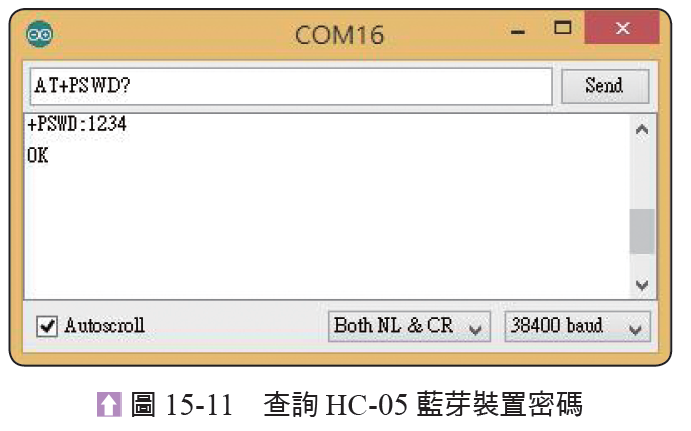 COM16
AT+PSWD?
Send
+PSWD:1234
OK
Autoscroll
Both NL & CR
38400 baud
圖 15-11 查詢 HC-05 藍芽裝置密碼